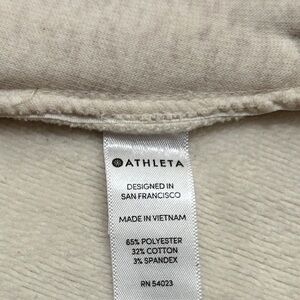 ATHLETA
DESIGNED IN
SAN FRANCISCO
MADE IN VIETNAM
65% POLYESTER
32% COTTON
3% SPANDEX
RN 54023